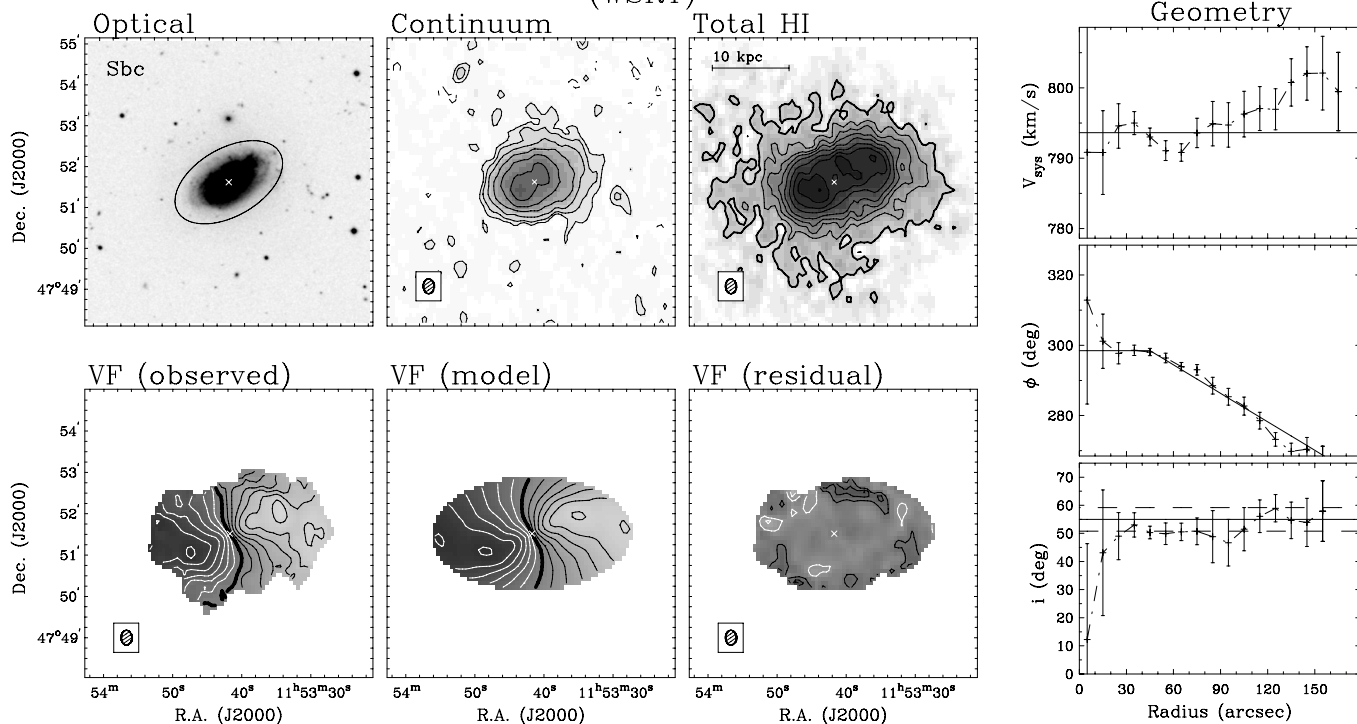 (WSRT)
Optical
Continuum
Total HI
Geometry
Sbc
10 kpc
55'
54'
53'
52'
51'
50'
47°49'
Dec. (J2000)
800
790
780
Vsys (km/s)
320
300
280
ϕ (deg)
VF (observed)
VF (model)
VF (residual)
54'
53'
52'
51'
50'
47°49'
Dec. (J2000)
70
60
50
40
30
20
10
0
i (deg)
54m 50s 40s 11h53m30s
54m 50s 40s 11h53m30s
54m 50s 40s 11h53m30s
R.A. (J2000)
R.A. (J2000)
R.A. (J2000)
0 30 60 90 120 150
Radius (arcsec)